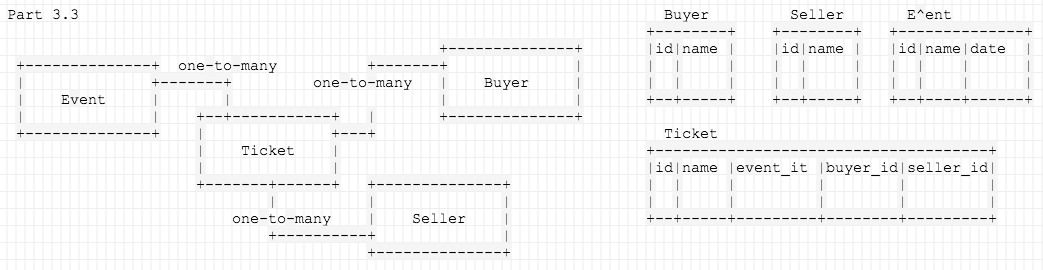 Part 3.3
Buyer Seller E^ent
id name id name id name date
one-to-many
one-to-many
Event
Buyer
Ticket
one-to-many
Seller
Ticket
id name event_it buyer_id seller_id